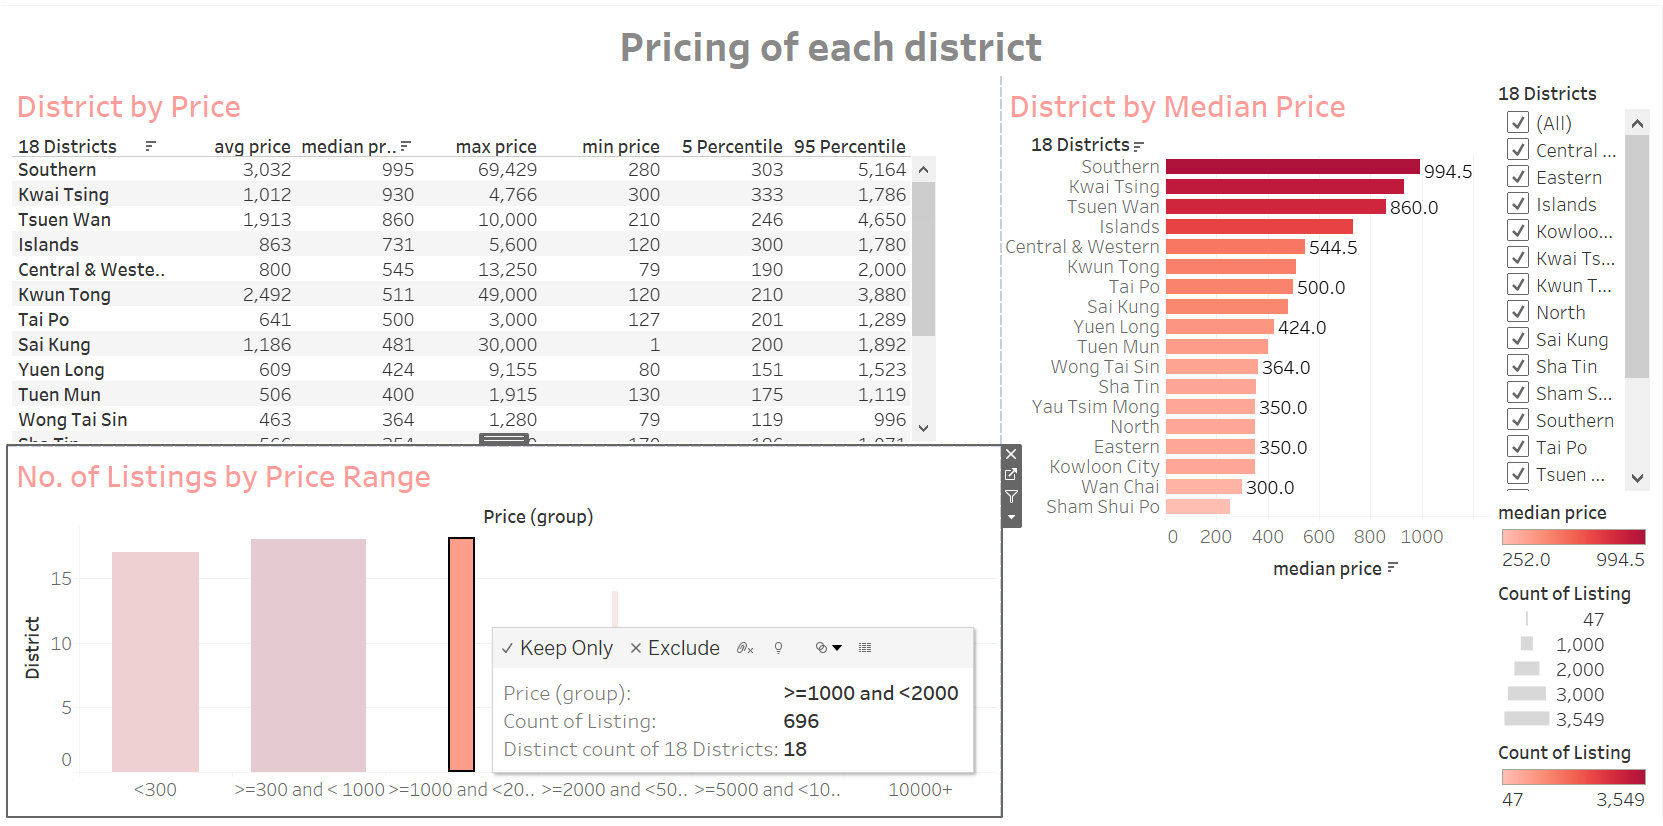 Pricing of each district
District by Price
18 Districts avg price median pr.. max price min price 5 Percentile 95 Percentile
Southern 3,032 995 69,429 280 303 5,164
Kwai Tsing 1,012 930 4,766 300 333 1,786
Tsuen Wan 1,913 860 10,000 210 246 4,650
Islands 863 731 5,600 120 300 1,780
Central & Weste.. 800 545 13,250 79 190 2,000
Kwun Tong 2,492 511 49,000 120 210 3,880
Tai Po 641 500 3,000 127 201 1,289
Sai Kung 1,186 481 30,000 1 200 1,892
Yuen Long 609 424 9,155 80 151 1,523
Tuen Mun 506 400 1,915 130 175 1,119
Wong Tai Sin 463 364 1,280 79 119 996
District by Median Price
18 Districts
Southern 994.5
Kwai Tsing
Tsuen Wan 860.0
Islands
Central & Western 544.5
Kwun Tong
Tai Po 500.0
Sai Kung
Yuen Long 424.0
Tuen Mun
Wong Tai Sin 364.0
Sha Tin
Yau Tsim Mong 350.0
North
Eastern 350.0
Kowloon City
Wan Chai 300.0
Sham Shui Po
0 200 400 600 800 1000
median price
18 Districts
(All)
Central ...
Eastern
Islands
Kowloo...
Kwai Ts...
Kwun T...
North
Sai Kung
Sha Tin
Sham S...
Southern
Tai Po
Tsuen ...
median price
252.0 994.5
Count of Listing
47
1,000
2,000
3,000
3,549
Count of Listing
47 3,549
No. of Listings by Price Range
Price (group)
District
15
10
5
0
<300 >=300 and < 1000 >=1000 and <20.. >=2000 and <50.. >=5000 and <10.. 10000+
Keep Only Exclude
Price (group): >=1000 and <2000
Count of Listing: 696
Distinct count of 18 Districts: 18